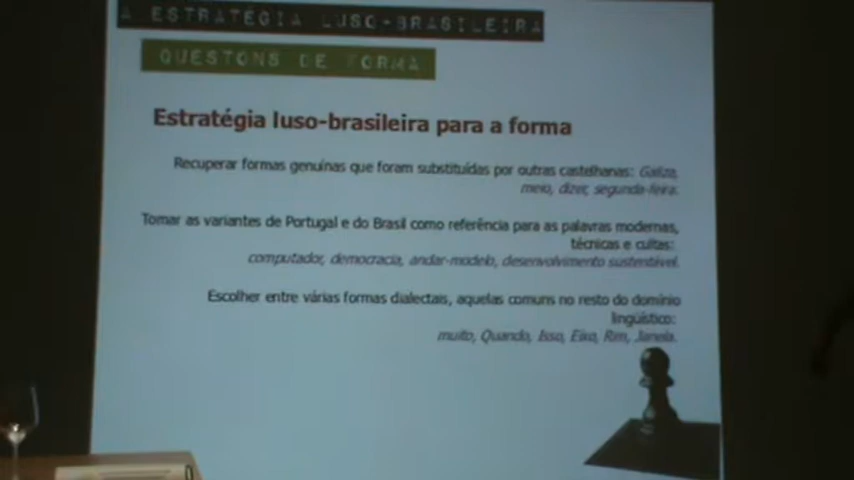 A ESTRATÉGIA LUSO-BRASILEIRA
QUESTONS DE FORMA
Estratégia luso-brasileira para a forma
Recuperar formas genuínas que foram substituídas por outras castelhanas: Galiza,
meio, dizer, segunda-feira.
Tomar as variantes de Portugal e do Brasil como referência para as palavras modernas,
técnicas e cultas:
computador, democracia, andar-modelo, desenvolvimento sustentável.
Escolher entre várias formas dialectais, aquelas comuns no resto do domínio
lingüístico:
muito, Quando, Isso, Eixo, Rim, Janela.